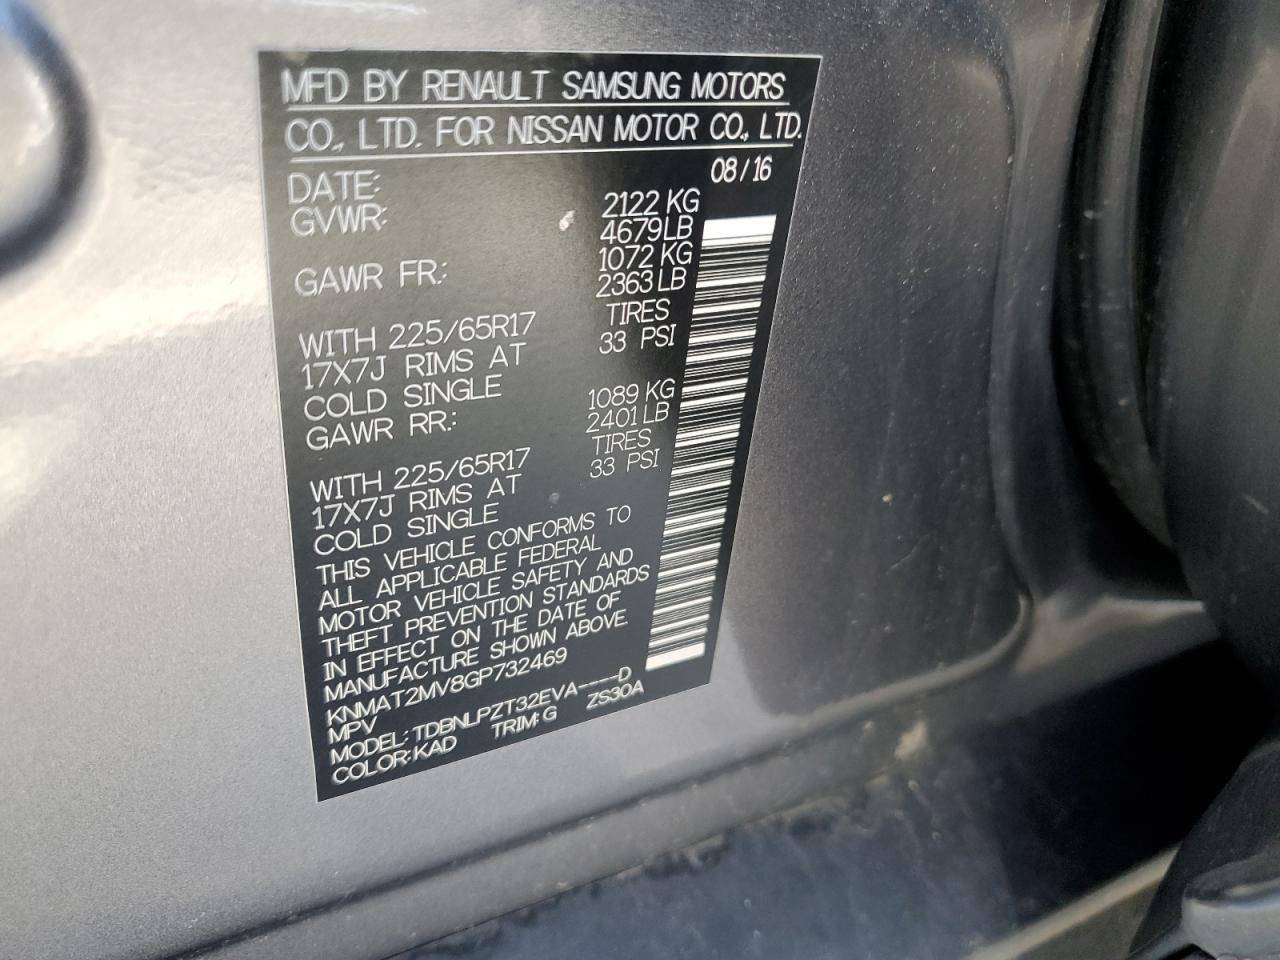 MFD BY RENAULT SAMSUNG MOTORS
CO., LTD. FOR NISSAN MOTOR CO., LTD.
DATE: 08/16
GVWR: 2122 KG
4679 LB
GAWR FR: 1072 KG
2363 LB
WITH 225/65R17 TIRES
17X7J RIMS AT 33 PSI
COLD SINGLE
GAWR RR: 1089 KG
2401 LB
WITH 225/65R17 TIRES
17X7J RIMS AT 33 PSI
COLD SINGLE
THIS VEHICLE CONFORMS TO
ALL APPLICABLE FEDERAL
MOTOR VEHICLE SAFETY AND
THEFT PREVENTION STANDARDS
IN EFFECT ON THE DATE OF
MANUFACTURE SHOWN ABOVE.
KNMAT2MV8GP732469
MPV
MODEL: TDBNLPZT32EVA----D
COLOR: KAD TRIM: G ZS30A